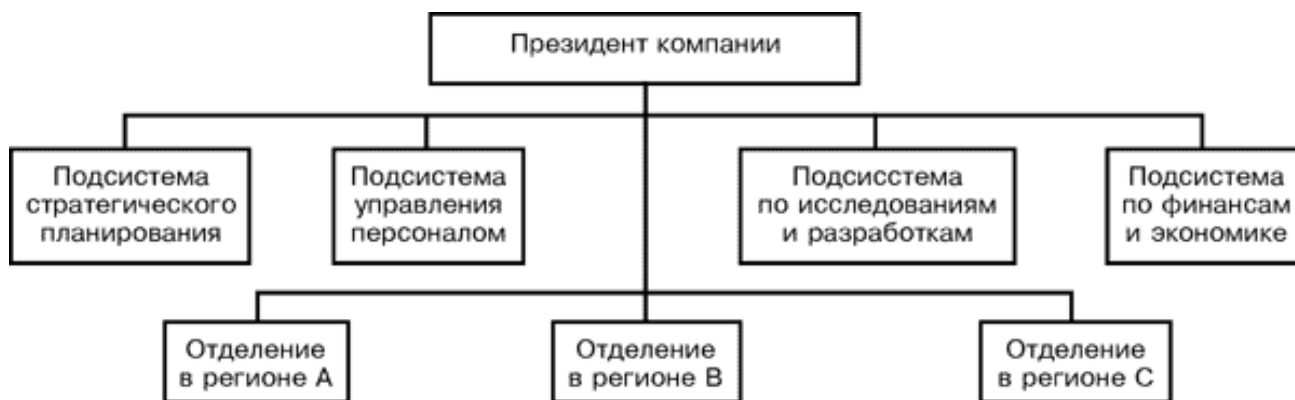 Президент компании
Подсистема
стратегического
планирования
Подсистема
управления
персоналом
Подсисстема
по исследованиям
и разработкам
Подсистема
по финансам
и экономике
Отделение
в регионе А
Отделение
в регионе В
Отделение
в регионе С